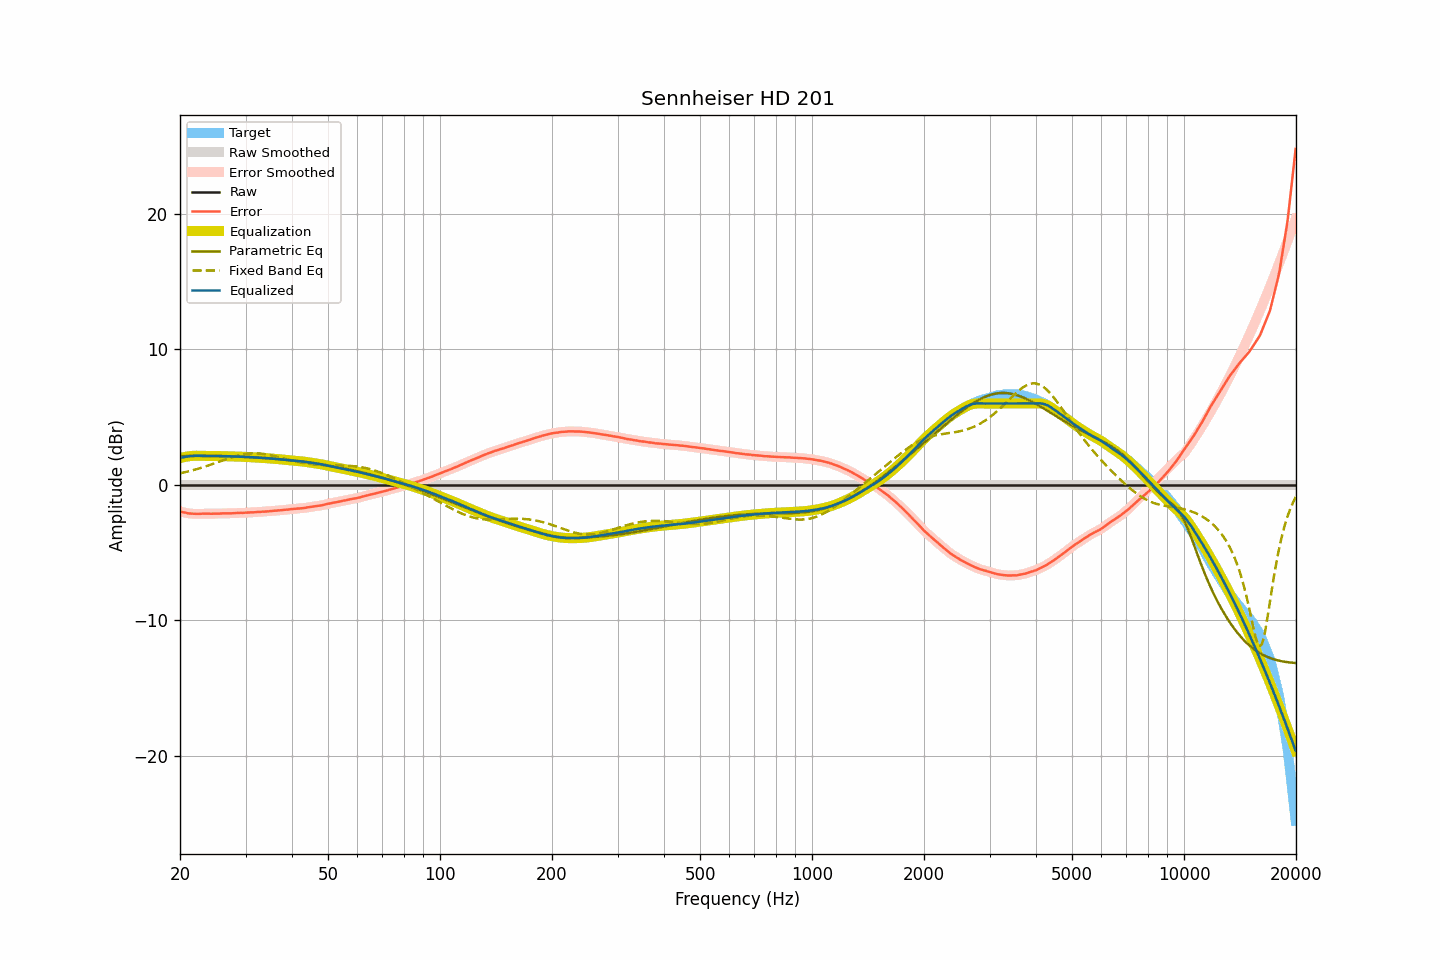 Sennheiser HD 201
Target
Raw Smoothed
Error Smoothed
Raw
Error
Equalization
Parametric Eq
Fixed Band Eq
Equalized
20
10
0
−10
−20
Amplitude (dBr)
20 50 100 200 500 1000 2000 5000 10000 20000
Frequency (Hz)